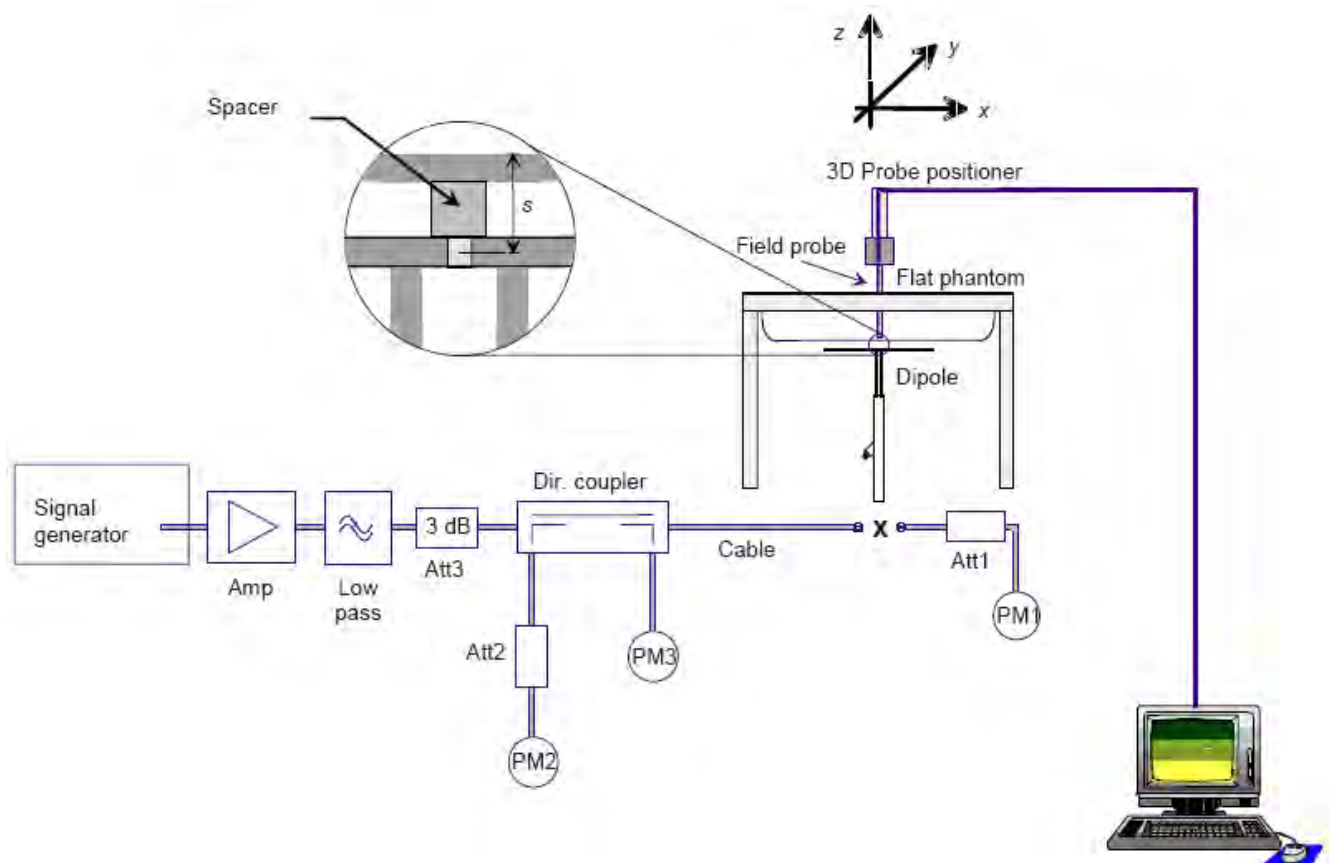 z
y
x
Spacer
s
3D Probe positioner
Field probe
Flat phantom
Dipole
Signal
generator
Amp
Low
pass
3 dB
Att3
Dir. coupler
Cable
X
Att1
PM1
Att2
PM3
PM2